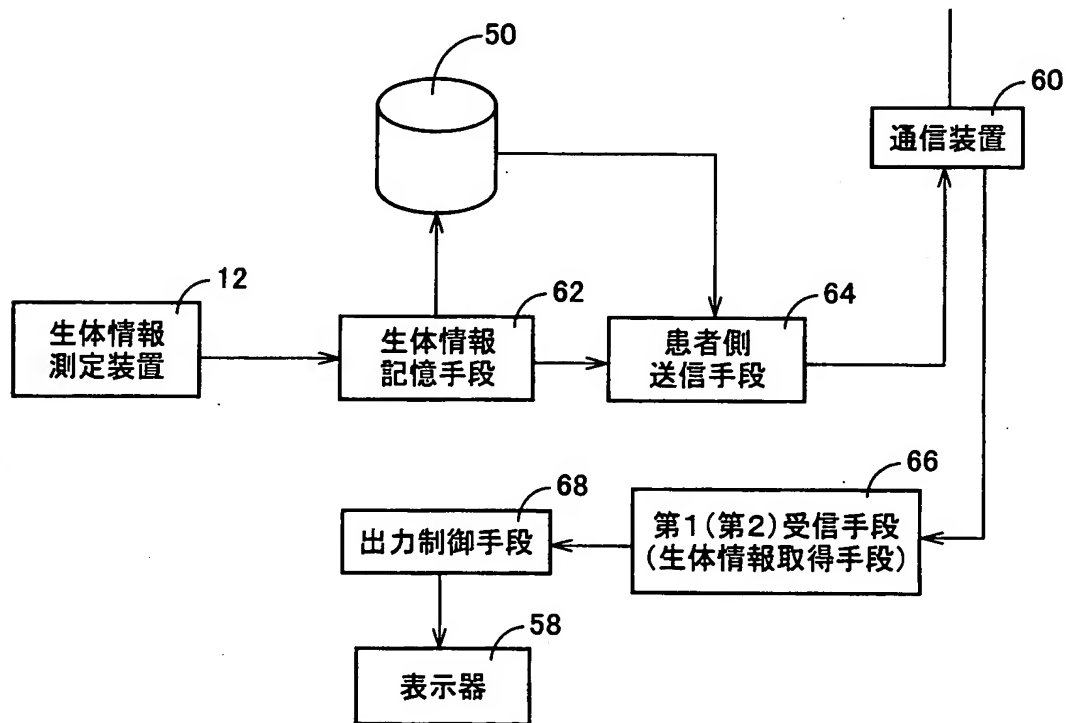 50
60
通信装置
12
生体情報
測定装置
62
生体情報
記憶手段
64
患者側
送信手段
66
第1(第2)受信手段
(生体情報取得手段)
68
出力制御手段
58
表示器